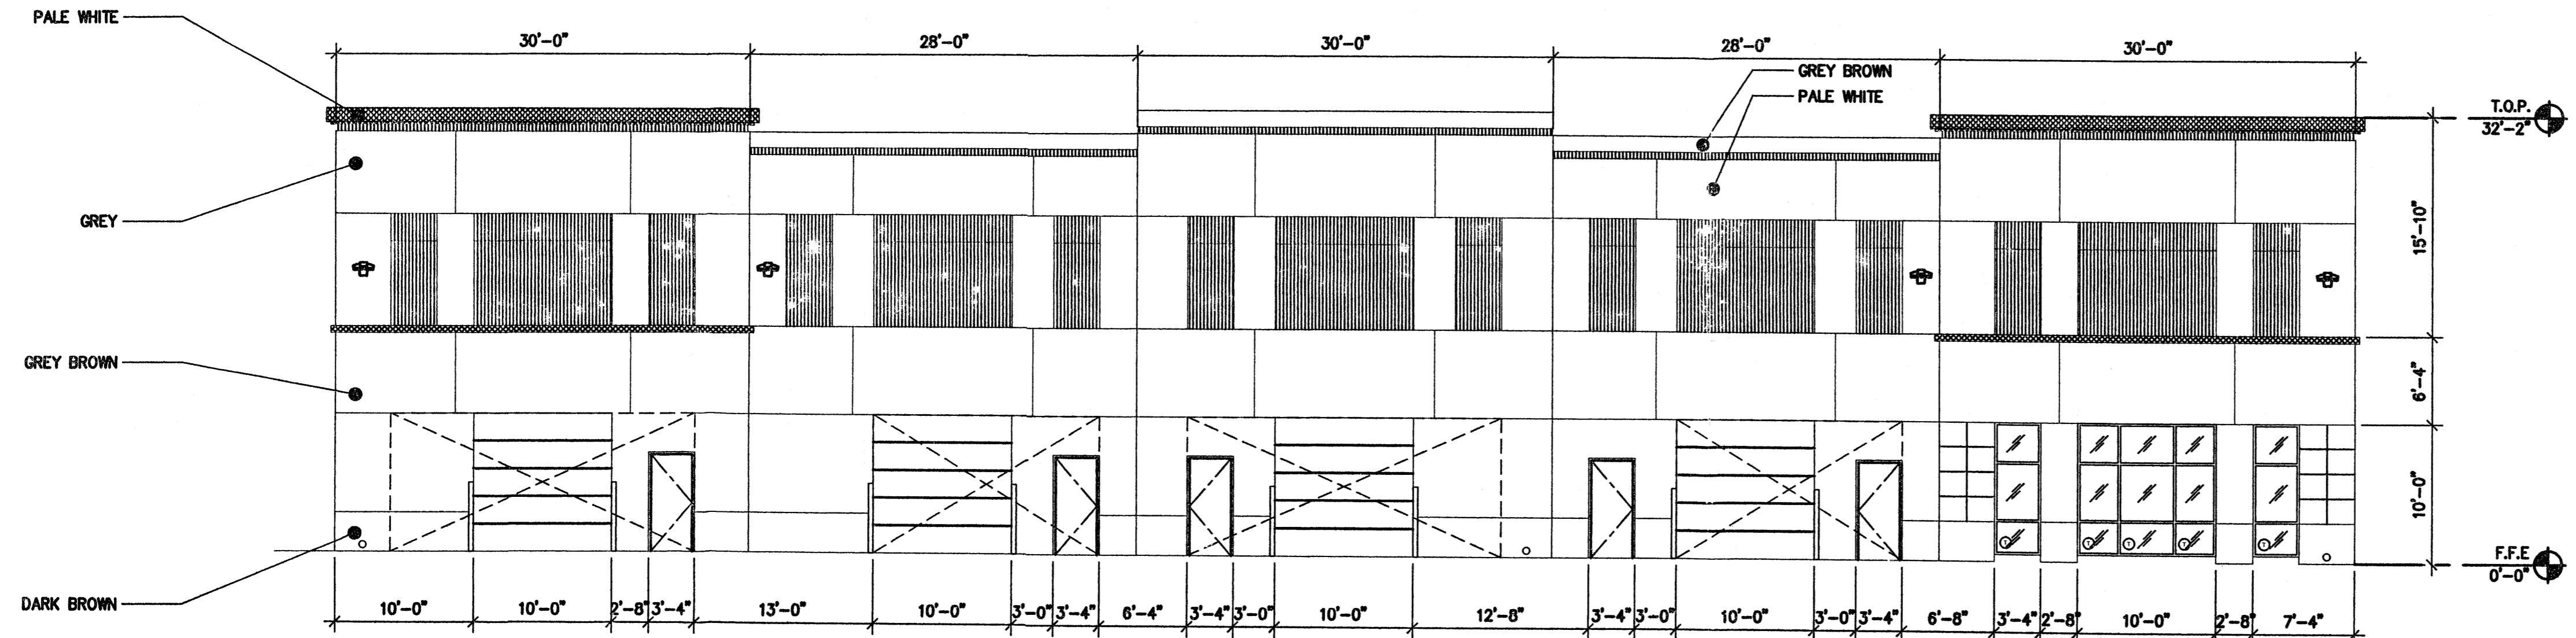 PALE WHITE
30'-0"
28'-0"
30'-0"
28'-0"
30'-0"
GREY BROWN
PALE WHITE
T.O.P.
32'-2"
GREY
15'-10"
GREY BROWN
6'-4"
10'-0"
F.F.E
0'-0"
DARK BROWN
10'-0" 10'-0" 2'-8" 3'-4" 13'-0" 10'-0" 3'-0" 3'-4" 6'-4" 3'-4" 3'-0" 10'-0" 12'-8" 3'-4" 3'-0" 10'-0" 3'-0" 3'-4" 6'-8" 3'-4" 2'-8" 10'-0" 2'-8" 7'-4"
T T T T T